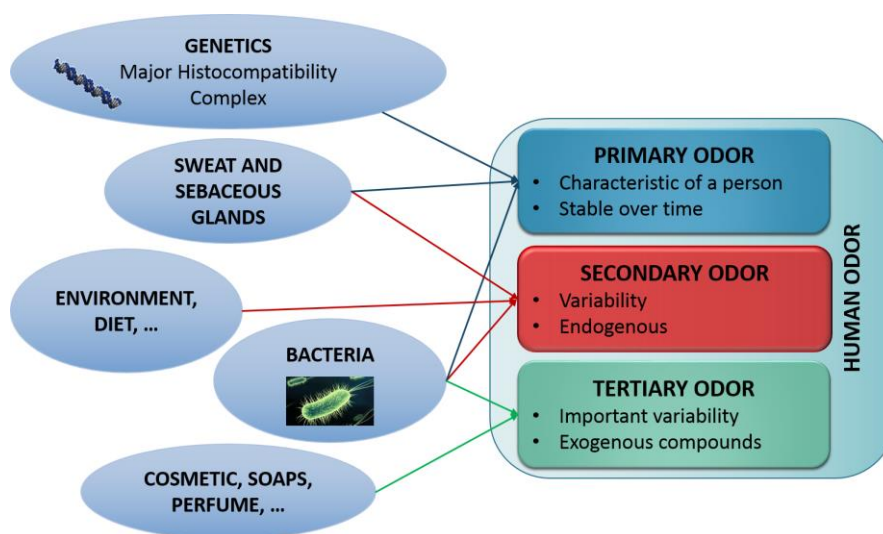 GENETICS
Major Histocompatibility
Complex
SWEAT AND
SEBACEOUS
GLANDS
ENVIRONMENT,
DIET, ...
BACTERIA
COSMETIC, SOAPS,
PERFUME, ...
PRIMARY ODOR
• Characteristic of a person
• Stable over time
SECONDARY ODOR
• Variability
• Endogenous
TERTIARY ODOR
• Important variability
• Exogenous compounds
HUMAN ODOR